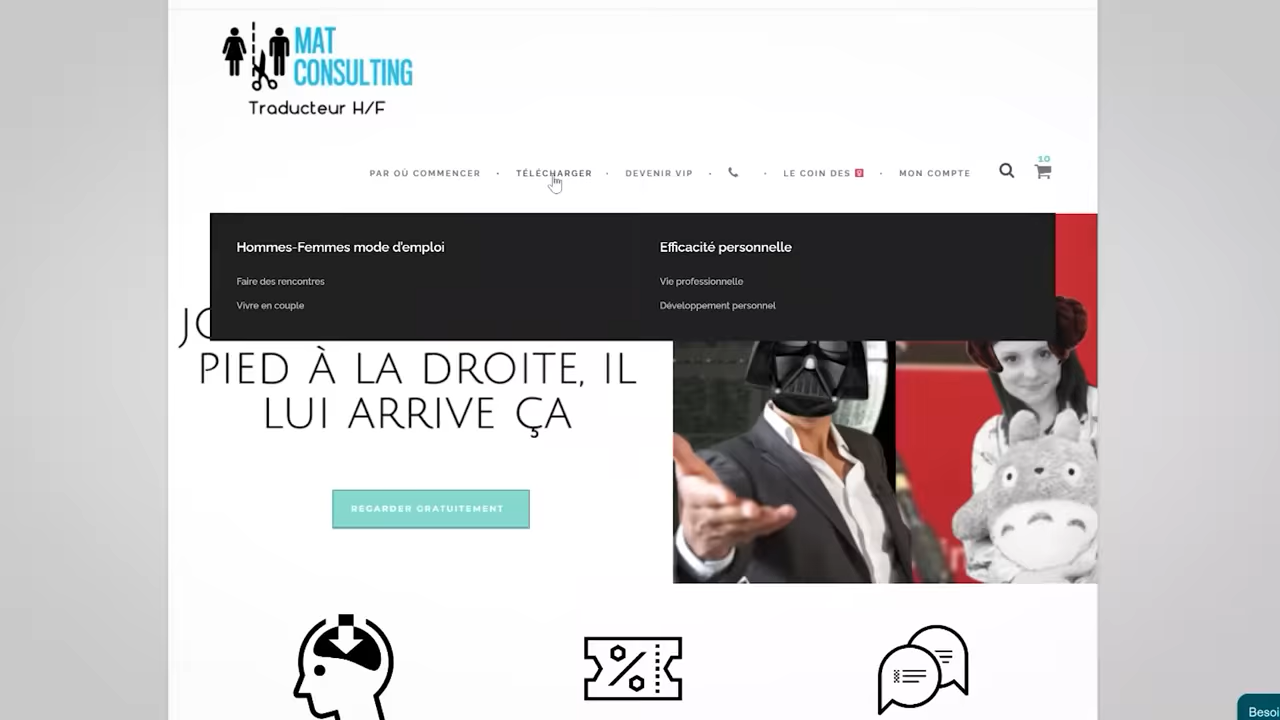 MAT
CONSULTING
Traducteur H/F
PAR OÙ COMMENCER
TÉLÉCHARGER
DEVENIR VIP
LE COIN DES
MON COMPTE
10
Hommes-Femmes mode d'emploi
Faire des rencontres
Vivre en couple
Efficacité personnelle
Vie professionnelle
Développement personnel
PIED À LA DROITE, IL
LUI ARRIVE ÇA
REGARDER GRATUITEMENT
Besoi